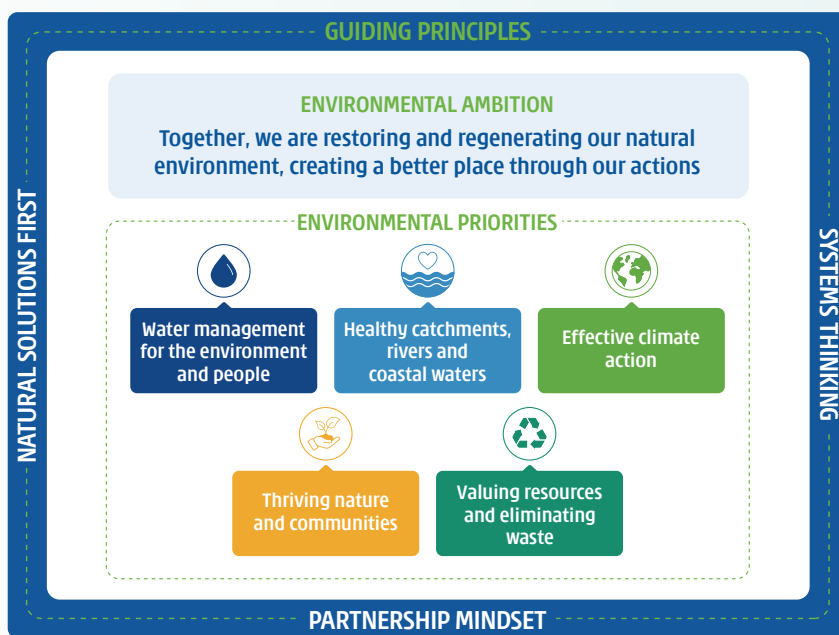 GUIDING PRINCIPLES
ENVIRONMENTAL AMBITION
Together, we are restoring and regenerating our natural
environment, creating a better place through our actions
ENVIRONMENTAL PRIORITIES
Water management
for the environment
and people
Healthy catchments,
rivers and
coastal waters
Effective climate
action
Thriving nature
and communities
Valuing resources
and eliminating
waste
NATURAL SOLUTIONS FIRST
SYSTEMS THINKING
PARTNERSHIP MINDSET